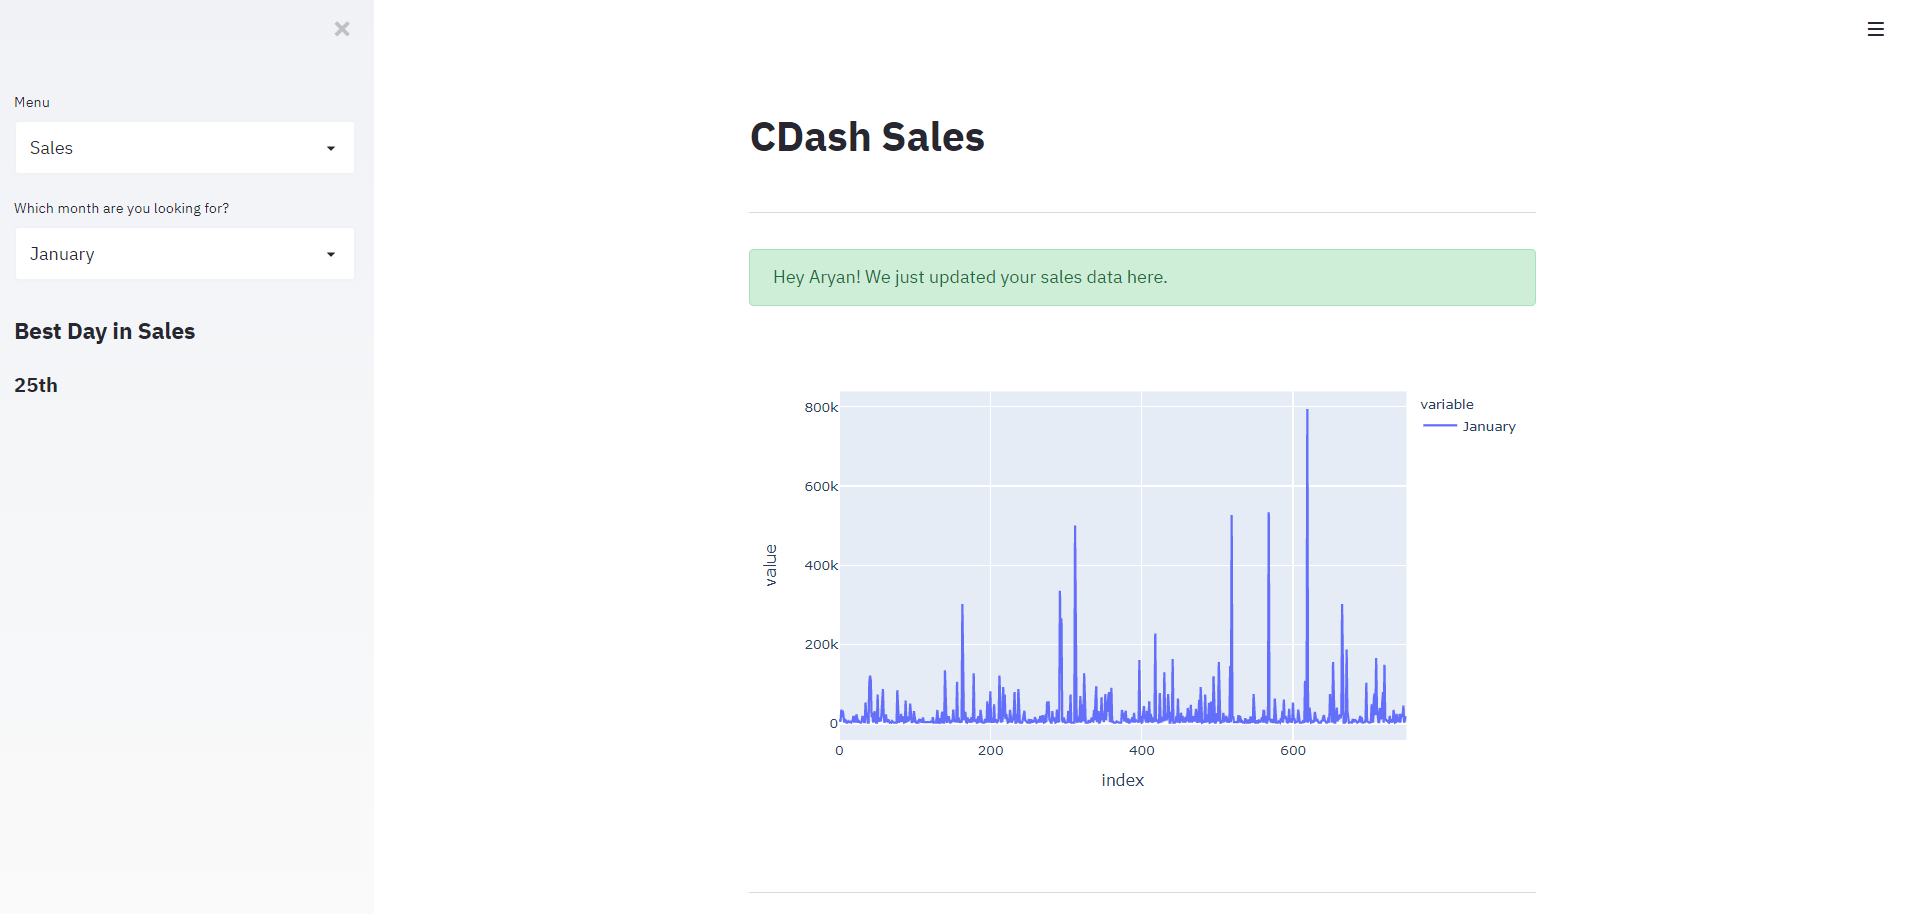 Menu
Sales
Which month are you looking for?
January
Best Day in Sales
25th
CDash Sales
Hey Aryan! We just updated your sales data here.
800k
600k
400k
200k
0
value
0 200 400 600
index
variable
January